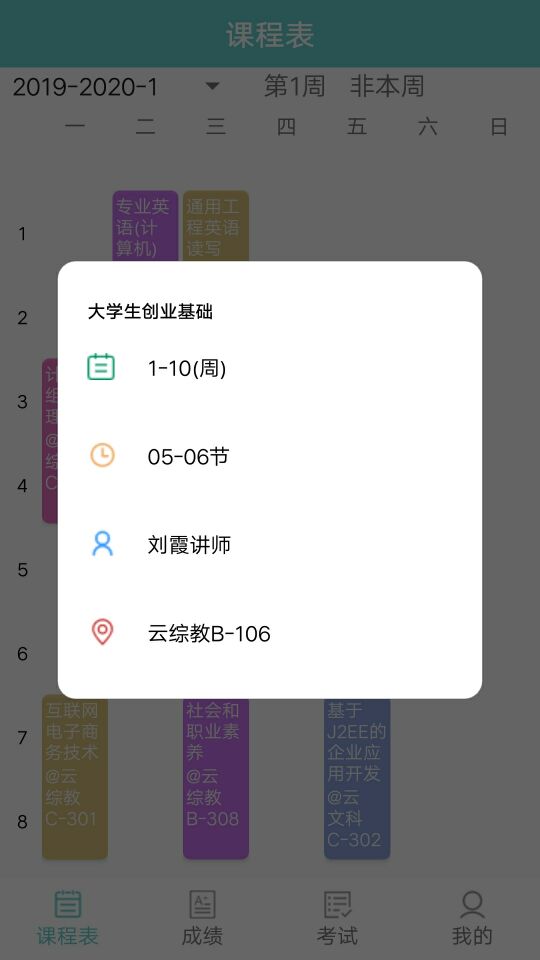 课程表
2019-2020-1 第1周 非本周
一 二 三 四 五 六 日
1
专业英
语(计
算机)
通用工
程英语
读写
2
大学生创业基础
1-10(周)
05-06节
刘霞讲师
云综教B-106
3
4
计
组
理
@
综
C
5
6
7
8
互联网
电子商
务技术
@云
综教
C-301
社会和
职业素
养
@云
综教
B-308
基于
J2EE的
企业应
用开发
@云
文科
C-302
课程表 成绩 考试 我的